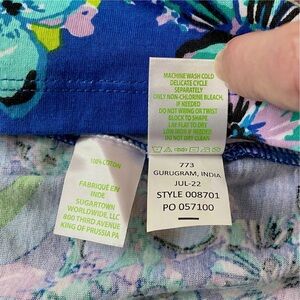 MACHINE WASH COLD
DELICATE CYCLE
SEPARATELY
ONLY NON-CHLORINE BLEACH,
IF NEEDED
DO NOT WRING OR TWIST
BLOCK TO SHAPE
LAY FLAT TO DRY
LOW IRON IF NEEDED
DO NOT DRY CLEAN
100% COTTON
FABRIQUÉ EN
INDE
SUGARTOWN
WORLDWIDE, LLC
800 THIRD AVENUE
KING OF PRUSSIA PA
773
GURUGRAM, INDIA
JUL-22
STYLE 008701
PO 057100